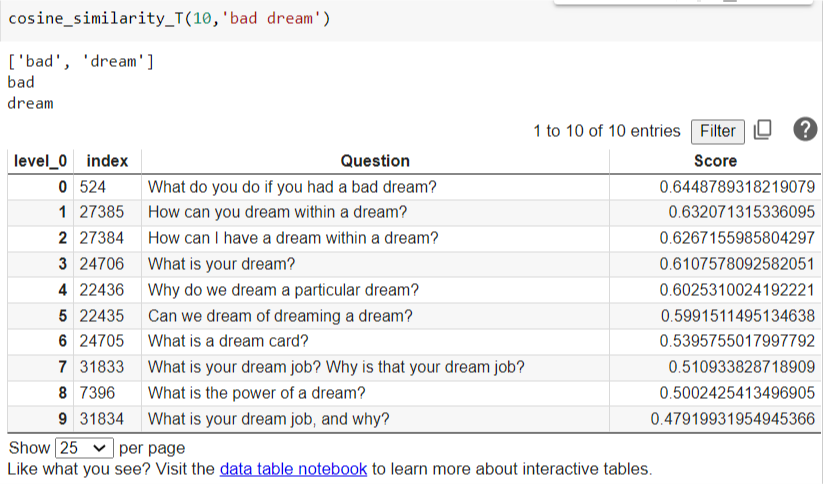 cosine_similarity_T(10,'bad dream')
['bad', 'dream']
bad
dream
1 to 10 of 10 entries Filter ?
level_0 index Question Score
0 524 What do you do if you had a bad dream? 0.6448789318219079
1 27385 How can you dream within a dream? 0.632071315336095
2 27384 How can I have a dream within a dream? 0.6267155985804297
3 24706 What is your dream? 0.6107578092582051
4 22436 Why do we dream a particular dream? 0.6025310024192221
5 22435 Can we dream of dreaming a dream? 0.5991511495134638
6 24705 What is a dream card? 0.5395755017997792
7 31833 What is your dream job? Why is that your dream job? 0.510933828718909
8 7396 What is the power of a dream? 0.5002425413496905
9 31834 What is your dream job, and why? 0.47919931954945366
Show 25 per page
Like what you see? Visit the data table notebook to learn more about interactive tables.